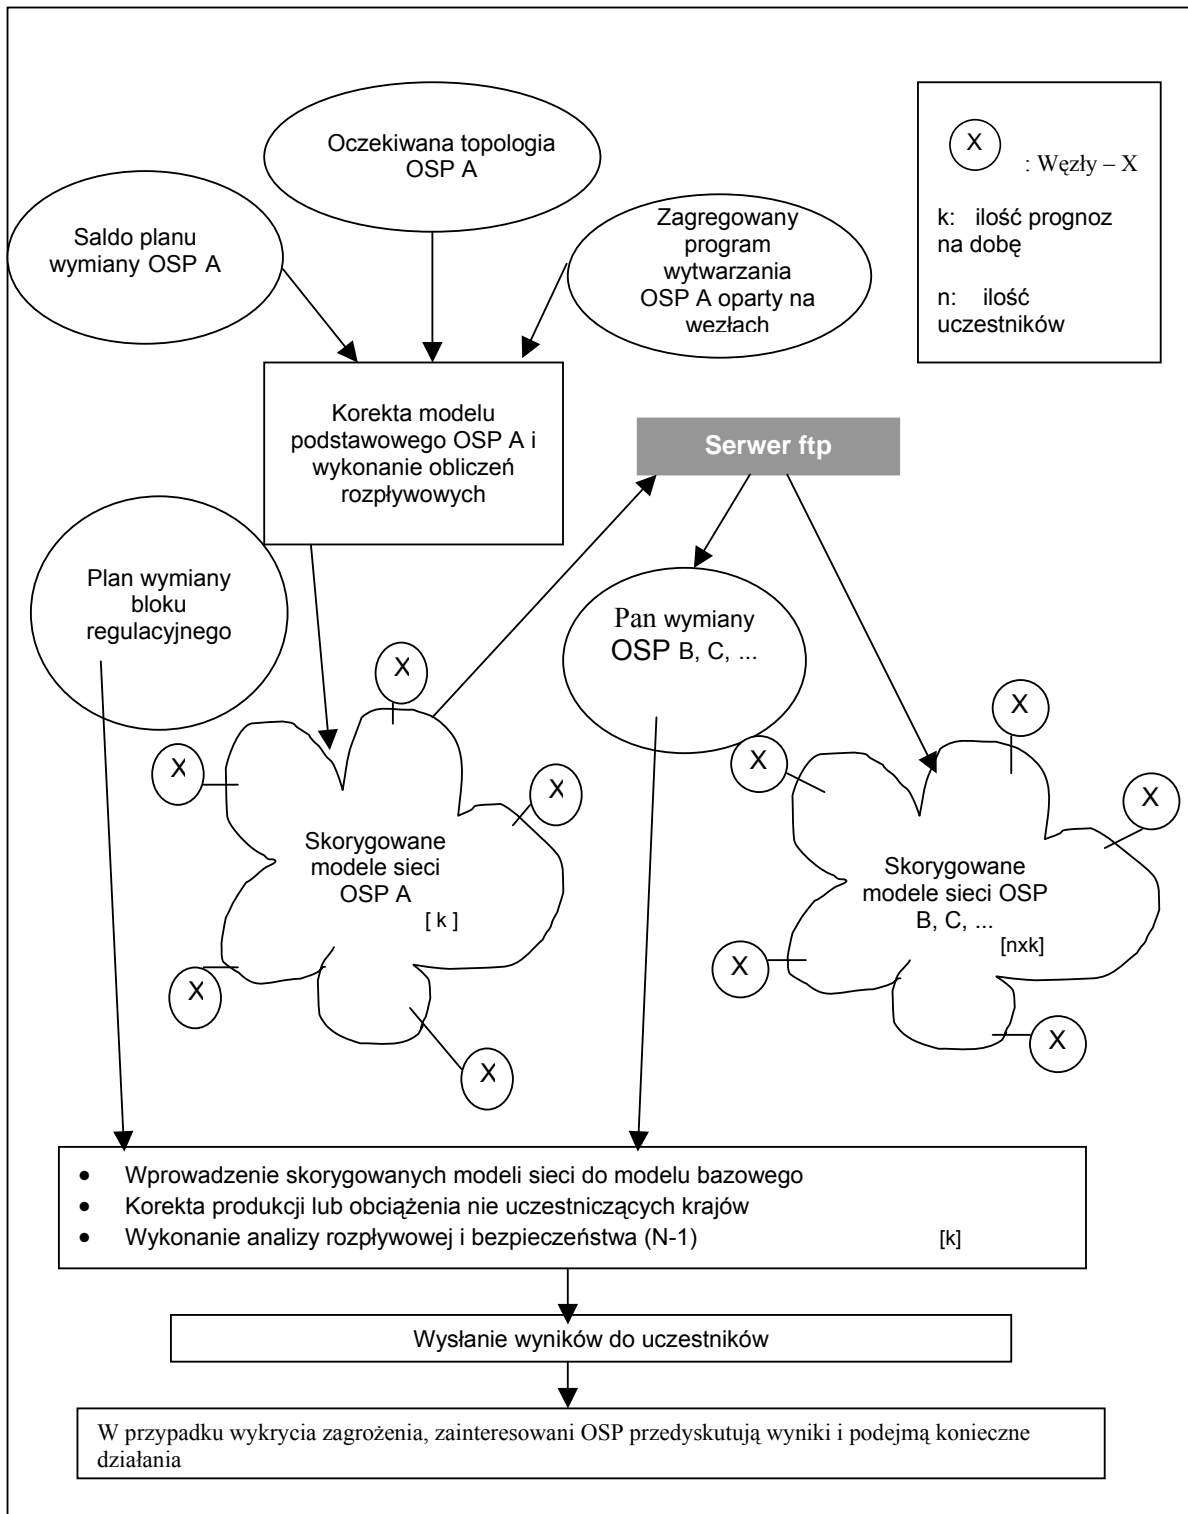 Oczekiwana topologia
OSP A
X
: Węzły – X
k: ilość prognoz
na dobę
n: ilość
uczestników
Saldo planu
wymiany OSP A
Zagregowany
program
wytwarzania
OSP A oparty na
węzłach
Korekta modelu
podstawowego OSP A i
wykonanie obliczeń
rozpływowych
Serwer ftp
Plan wymiany
bloku
regulacyjnego
Pan wymiany
OSP B, C, ...
X
X
X
X
X
Skorygowane
modele sieci
OSP A
[ k ]
X
X
X
X
X
Skorygowane
modele sieci OSP
B, C, ...
[nxk]
• Wprowadzenie skorygowanych modeli sieci do modelu bazowego
• Korekta produkcji lub obciążenia nie uczestniczących krajów
• Wykonanie analizy rozpływowej i bezpieczeństwa (N-1) [k]
Wysłanie wyników do uczestników
W przypadku wykrycia zagrożenia, zainteresowani OSP przedyskutują wyniki i podejmą konieczne
działania